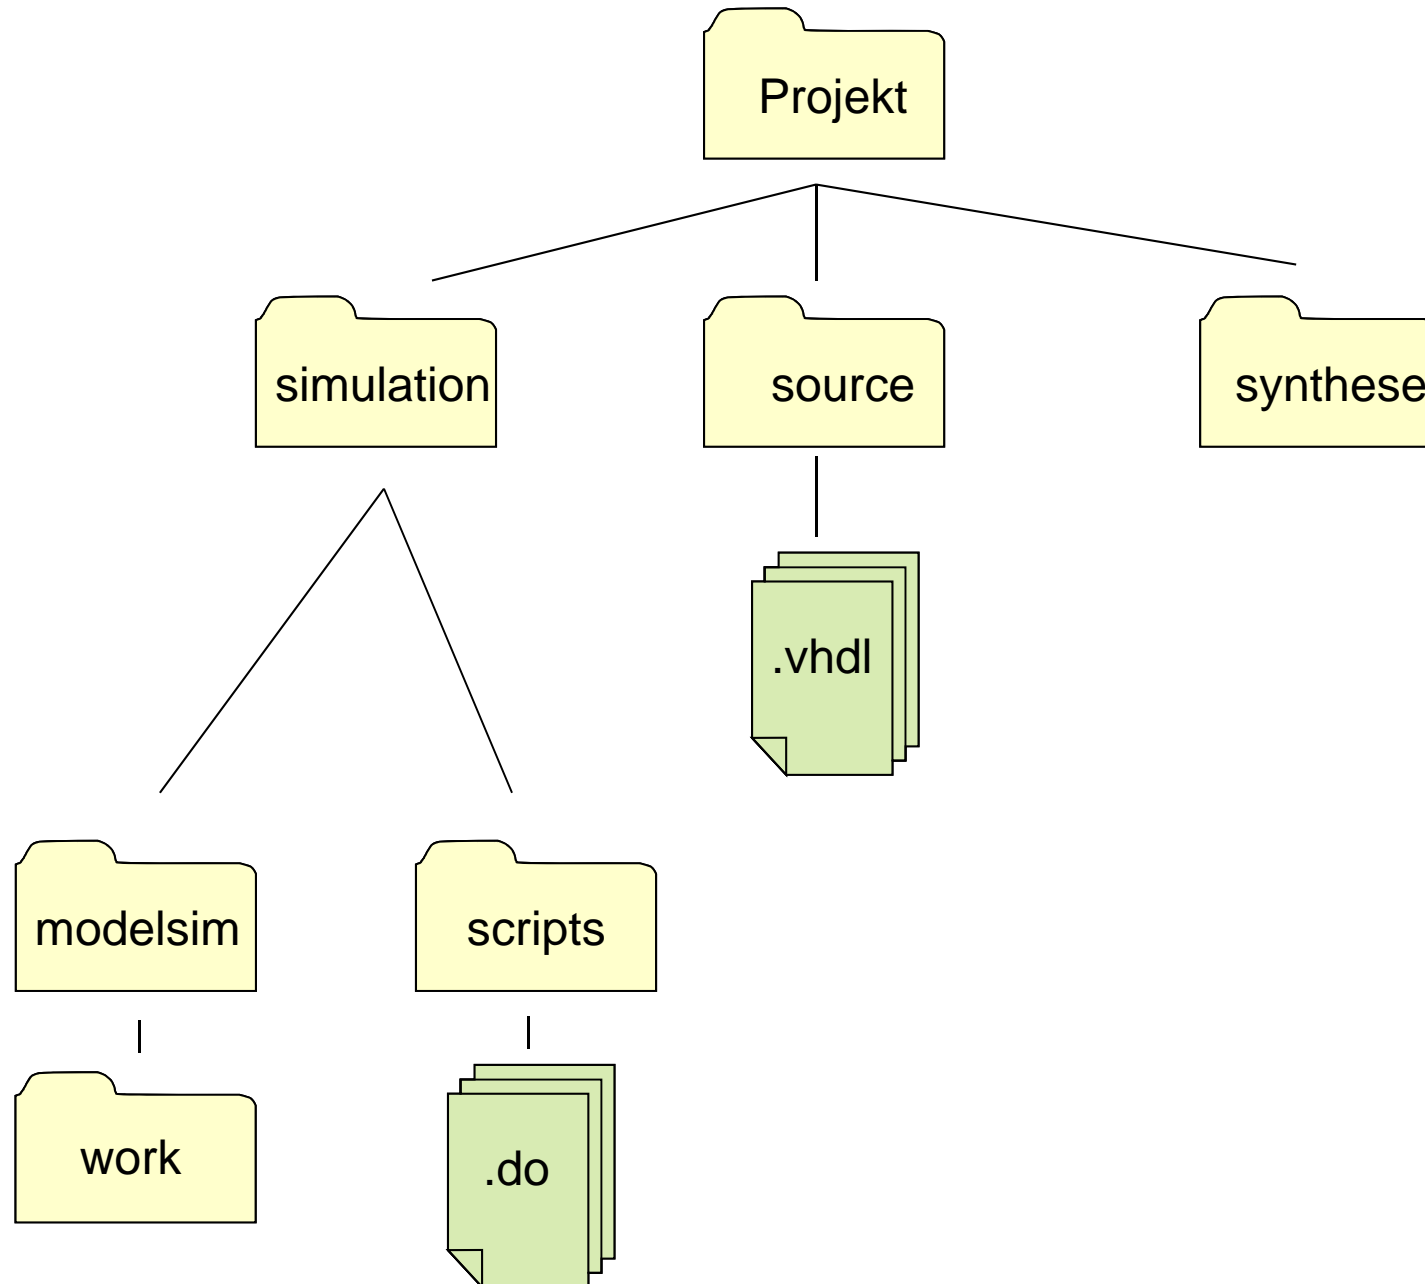 Projekt
simulation
source
synthese
.vhdl
modelsim
scripts
work
.do